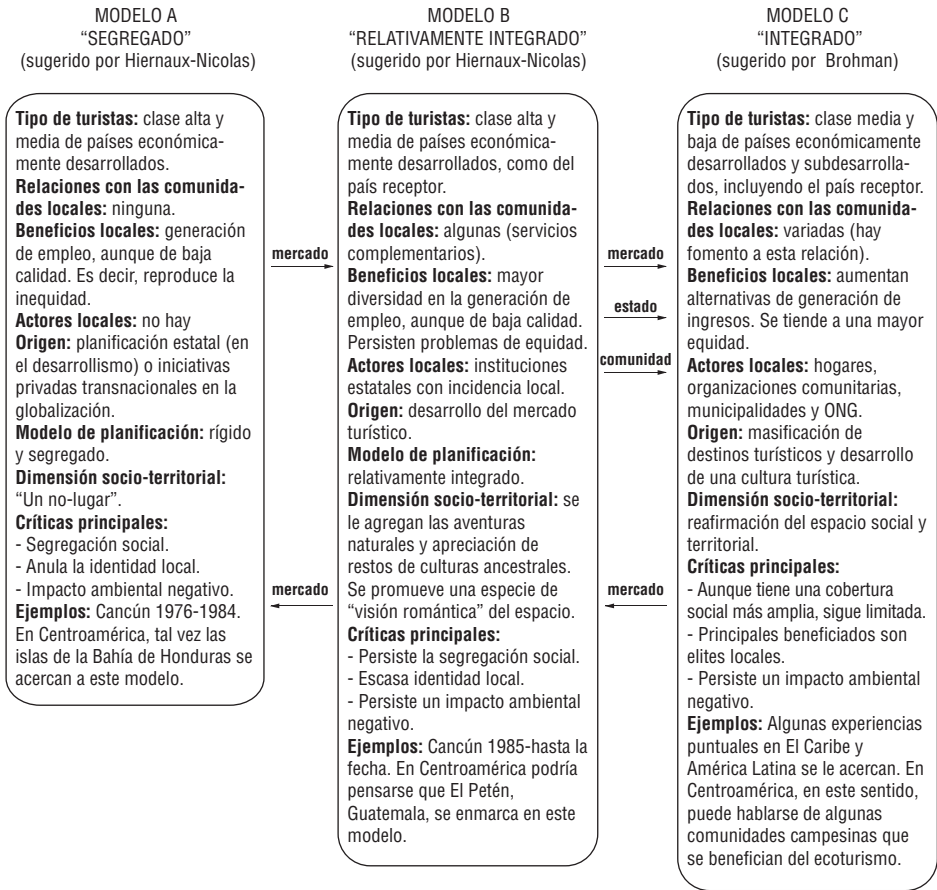 MODELO A
“SEGREGADO”
(sugerido por Hiernaux-Nicolas)
Tipo de turistas: clase alta y
media de países económica-
mente desarrollados.
Relaciones con las comunida-
des locales: ninguna.
Beneficios locales: generación
de empleo, aunque de baja
calidad. Es decir, reproduce la
inequidad.
Actores locales: no hay
Origen: planificación estatal (en
el desarrollismo) o iniciativas
privadas transnacionales en la
globalización.
Modelo de planificación: rígido
y segregado.
Dimensión socio-territorial:
“Un no-lugar”.
Críticas principales:
- Segregación social.
- Anula la identidad local.
- Impacto ambiental negativo.
Ejemplos: Cancún 1976-1984.
En Centroamérica, tal vez las
islas de la Bahía de Honduras se
acercan a este modelo.
mercado
mercado
MODELO B
“RELATIVAMENTE INTEGRADO”
(sugerido por Hiernaux-Nicolas)
Tipo de turistas: clase alta y
media de países económica-
mente desarrollados, como del
país receptor.
Relaciones con las comunida-
des locales: algunas (servicios
complementarios).
Beneficios locales: mayor
diversidad en la generación de
empleo, aunque de baja calidad.
Persisten problemas de equidad.
Actores locales: instituciones
estatales con incidencia local.
Origen: desarrollo del mercado
turístico.
Modelo de planificación:
relativamente integrado.
Dimensión socio-territorial: se
le agregan las aventuras
naturales y apreciación de
restos de culturas ancestrales.
Se promueve una especie de
“visión romántica” del espacio.
Críticas principales:
- Persiste la segregación social.
- Escasa identidad local.
- Persiste un impacto ambiental
negativo.
Ejemplos: Cancún 1985-hasta la
fecha. En Centroamérica podría
pensarse que El Petén,
Guatemala, se enmarca en este
modelo.
mercado
estado
comunidad
mercado
MODELO C
“INTEGRADO”
(sugerido por Brohman)
Tipo de turistas: clase media y
baja de países económicamente
desarrollados y subdesarrolla-
dos, incluyendo el país receptor.
Relaciones con las comunida-
des locales: variadas (hay
fomento a esta relación).
Beneficios locales: aumentan
alternativas de generación de
ingresos. Se tiende a una mayor
equidad.
Actores locales: hogares,
organizaciones comunitarias,
municipalidades y ONG.
Origen: masificación de
destinos turísticos y desarrollo
de una cultura turística.
Dimensión socio-territorial:
reafirmación del espacio social y
territorial.
Críticas principales:
- Aunque tiene una cobertura
social más amplia, sigue limitada.
- Principales beneficiados son
elites locales.
- Persiste un impacto ambiental
negativo.
Ejemplos: Algunas experiencias
puntuales en El Caribe y
América Latina se le acercan. En
Centroamérica, en este sentido,
puede hablarse de algunas
comunidades campesinas que
se benefician del ecoturismo.